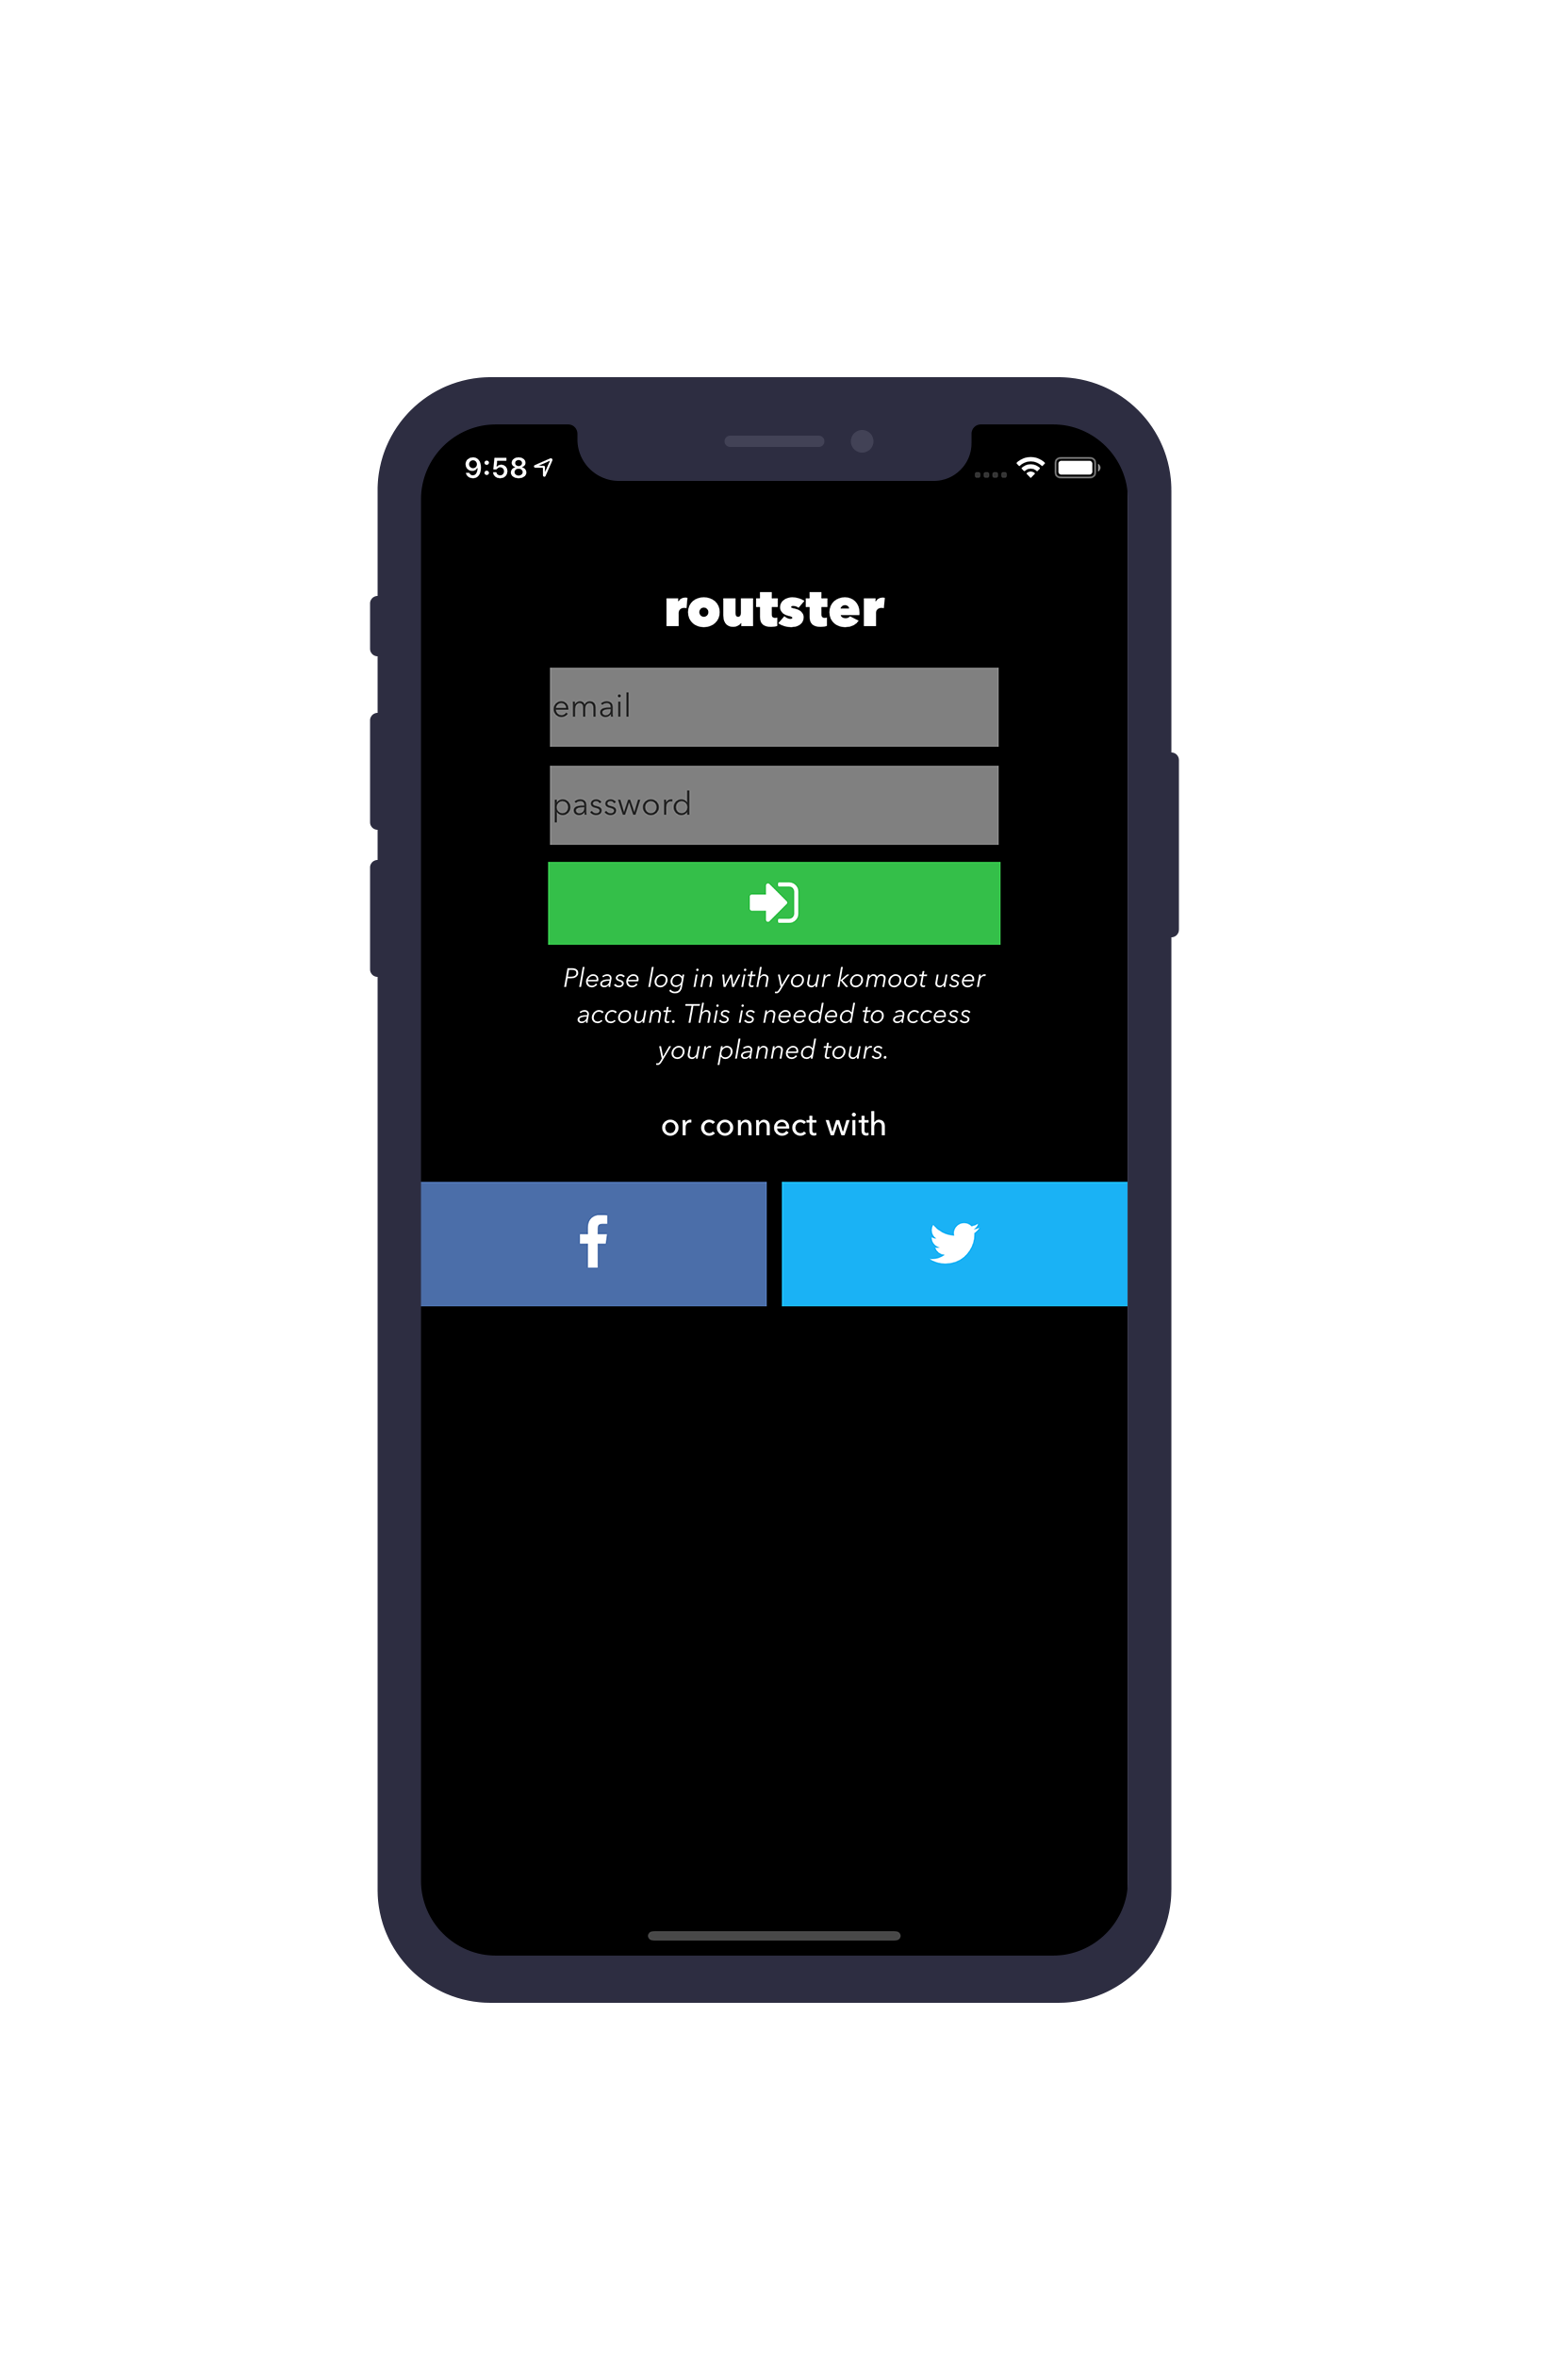 9:58
routster
email
password
Please log in with your komoot user
account. This is needed to access
your planned tours.
or connect with